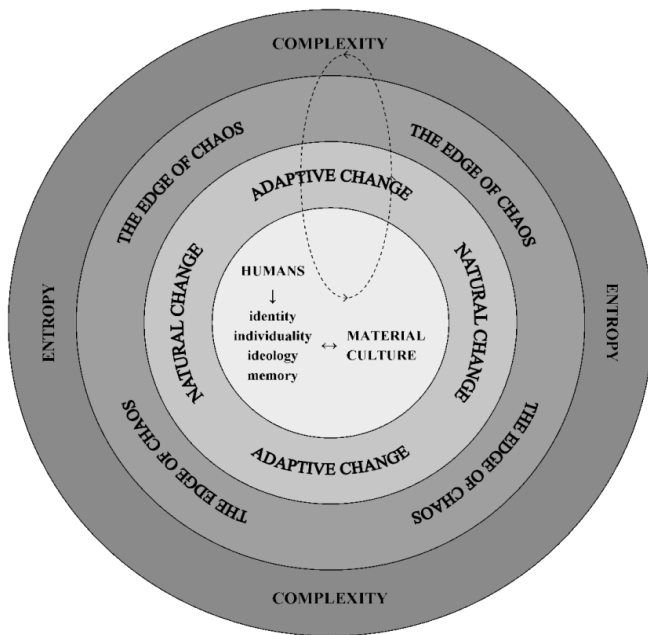 COMPLEXITY
THE EDGE OF CHAOS
THE EDGE OF CHAOS
ADAPTIVE CHANGE
NATURAL CHANGE
NATURAL CHANGE
HUMANS
↓
identity
individuality
ideology
memory
↔
MATERIAL
CULTURE
ENTROPY
ENTROPY
ADAPTIVE CHANGE
THE EDGE OF CHAOS
THE EDGE OF CHAOS
COMPLEXITY